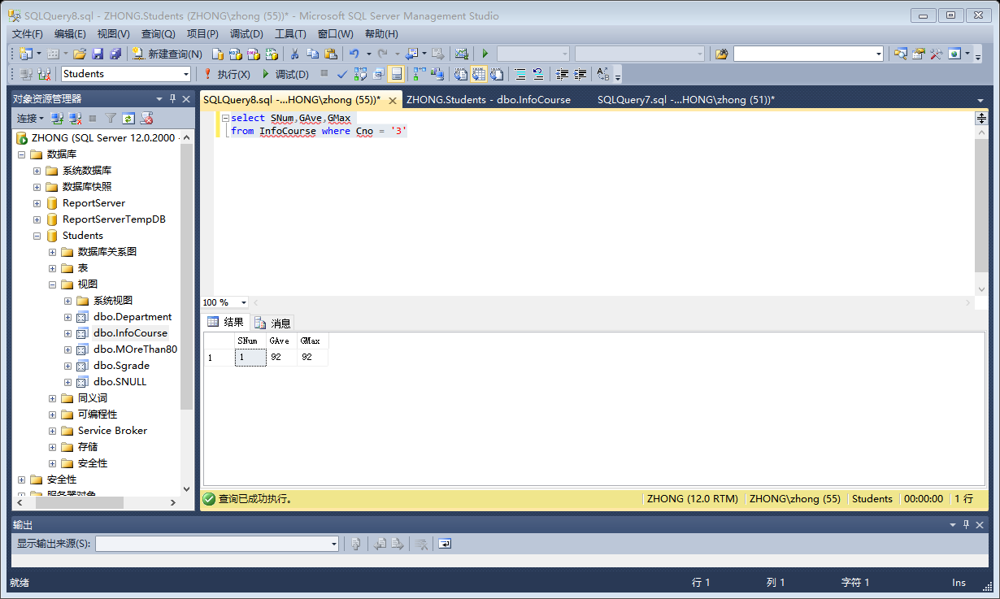 SQLQuery8.sql - ZHONG.Students (ZHONG\zhong (55))* - Microsoft SQL Server Management Studio
文件(F) 编辑(E) 视图(V) 查询(Q) 项目(P) 调试(D) 工具(T) 窗口(W) 帮助(H)
新建查询(N)
Students 执行(X) 调试(D)
对象资源管理器
连接
ZHONG (SQL Server 12.0.2000 -
数据库
系统数据库
数据库快照
ReportServer
ReportServerTempDB
Students
数据库关系图
表
视图
系统视图
dbo.Department
dbo.InfoCourse
dbo.MOreThan80
dbo.Sgrade
dbo.SNULL
同义词
可编程性
Service Broker
存储
安全性
安全性
服务器对象
SQLQuery8.sql -...HONG\zhong (55))* ZHONG.Students - dbo.InfoCourse SQLQuery7.sql -...HONG\zhong (51))*
select SNum,GAve,GMax
from InfoCourse where Cno = '3'
100 %
结果 消息
SNum GAve GMax
1 1 92 92
查询已成功执行。 ZHONG (12.0 RTM) ZHONG\zhong (55) Students 00:00:00 1 行
输出
显示输出来源(S):
就绪 行 1 列 1 字符 1 Ins